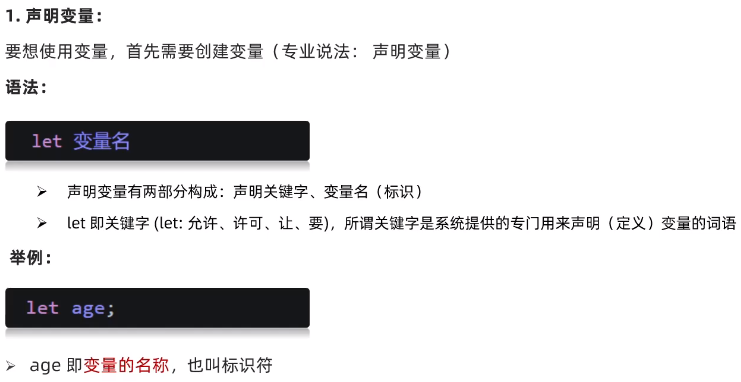 1. 声明变量：
要想使用变量，首先需要创建变量（专业说法： 声明变量）
语法：
let 变量名
➢ 声明变量有两部分构成：声明关键字、变量名（标识）
➢ let 即关键字 (let: 允许、许可、让、要)，所谓关键字是系统提供的专门用来声明（定义）变量的词语
举例：
let age;
➢ age 即变量的名称，也叫标识符